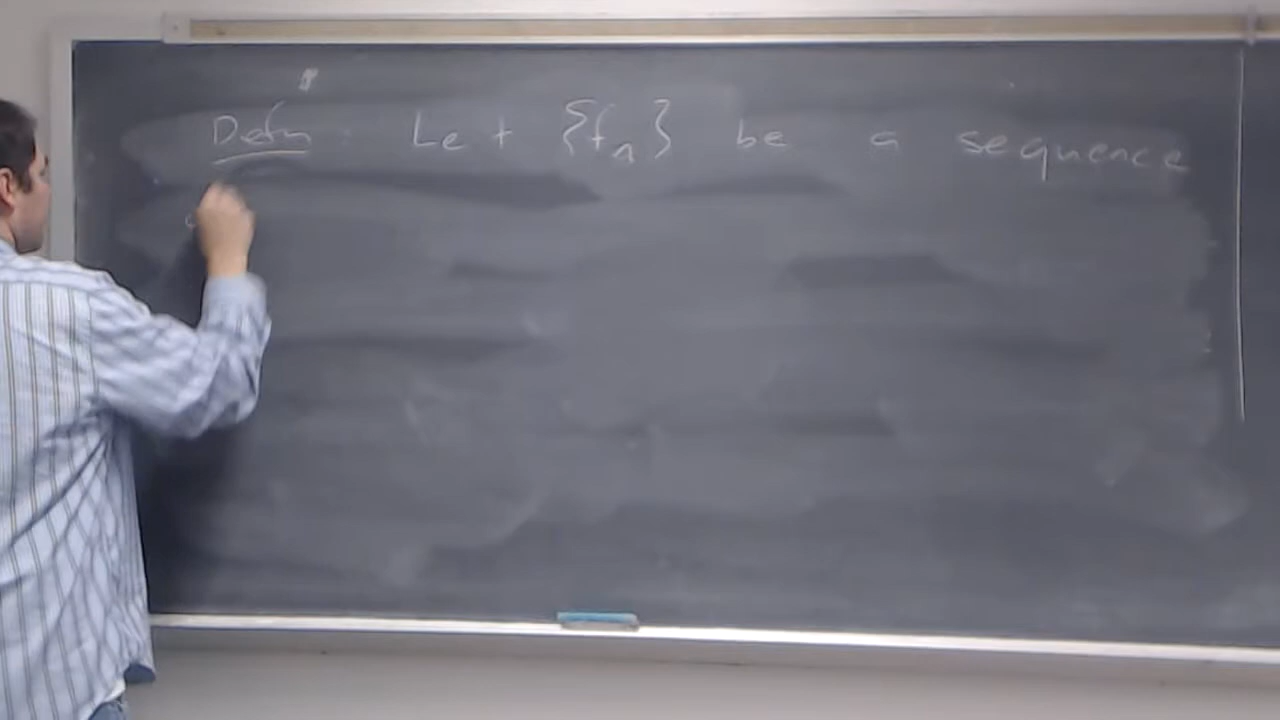 Defn: Let {fₙ} be a sequence